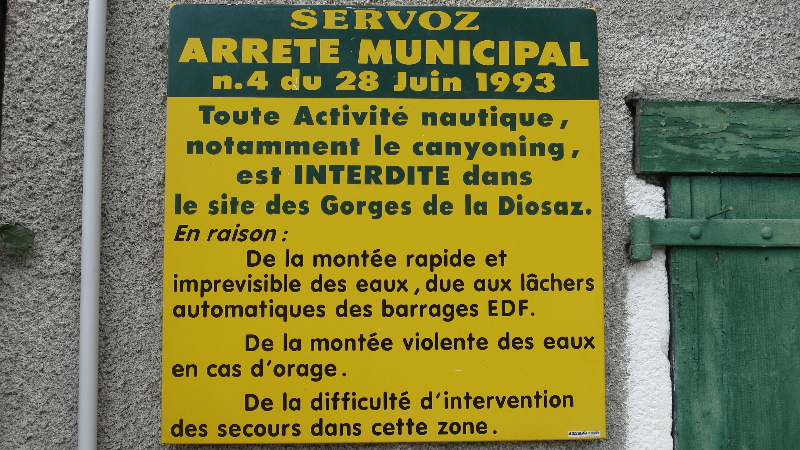 SERVOZ
ARRETE MUNICIPAL
n.4 du 28 Juin 1993
Toute Activité nautique,
notamment le canyoning,
est INTERDITE dans
le site des Gorges de la Diosaz.
En raison :
De la montée rapide et
imprevisible des eaux, due aux lâchers
automatiques des barrages EDF.
De la montée violente des eaux
en cas d'orage.
De la difficulté d'intervention
des secours dans cette zone.